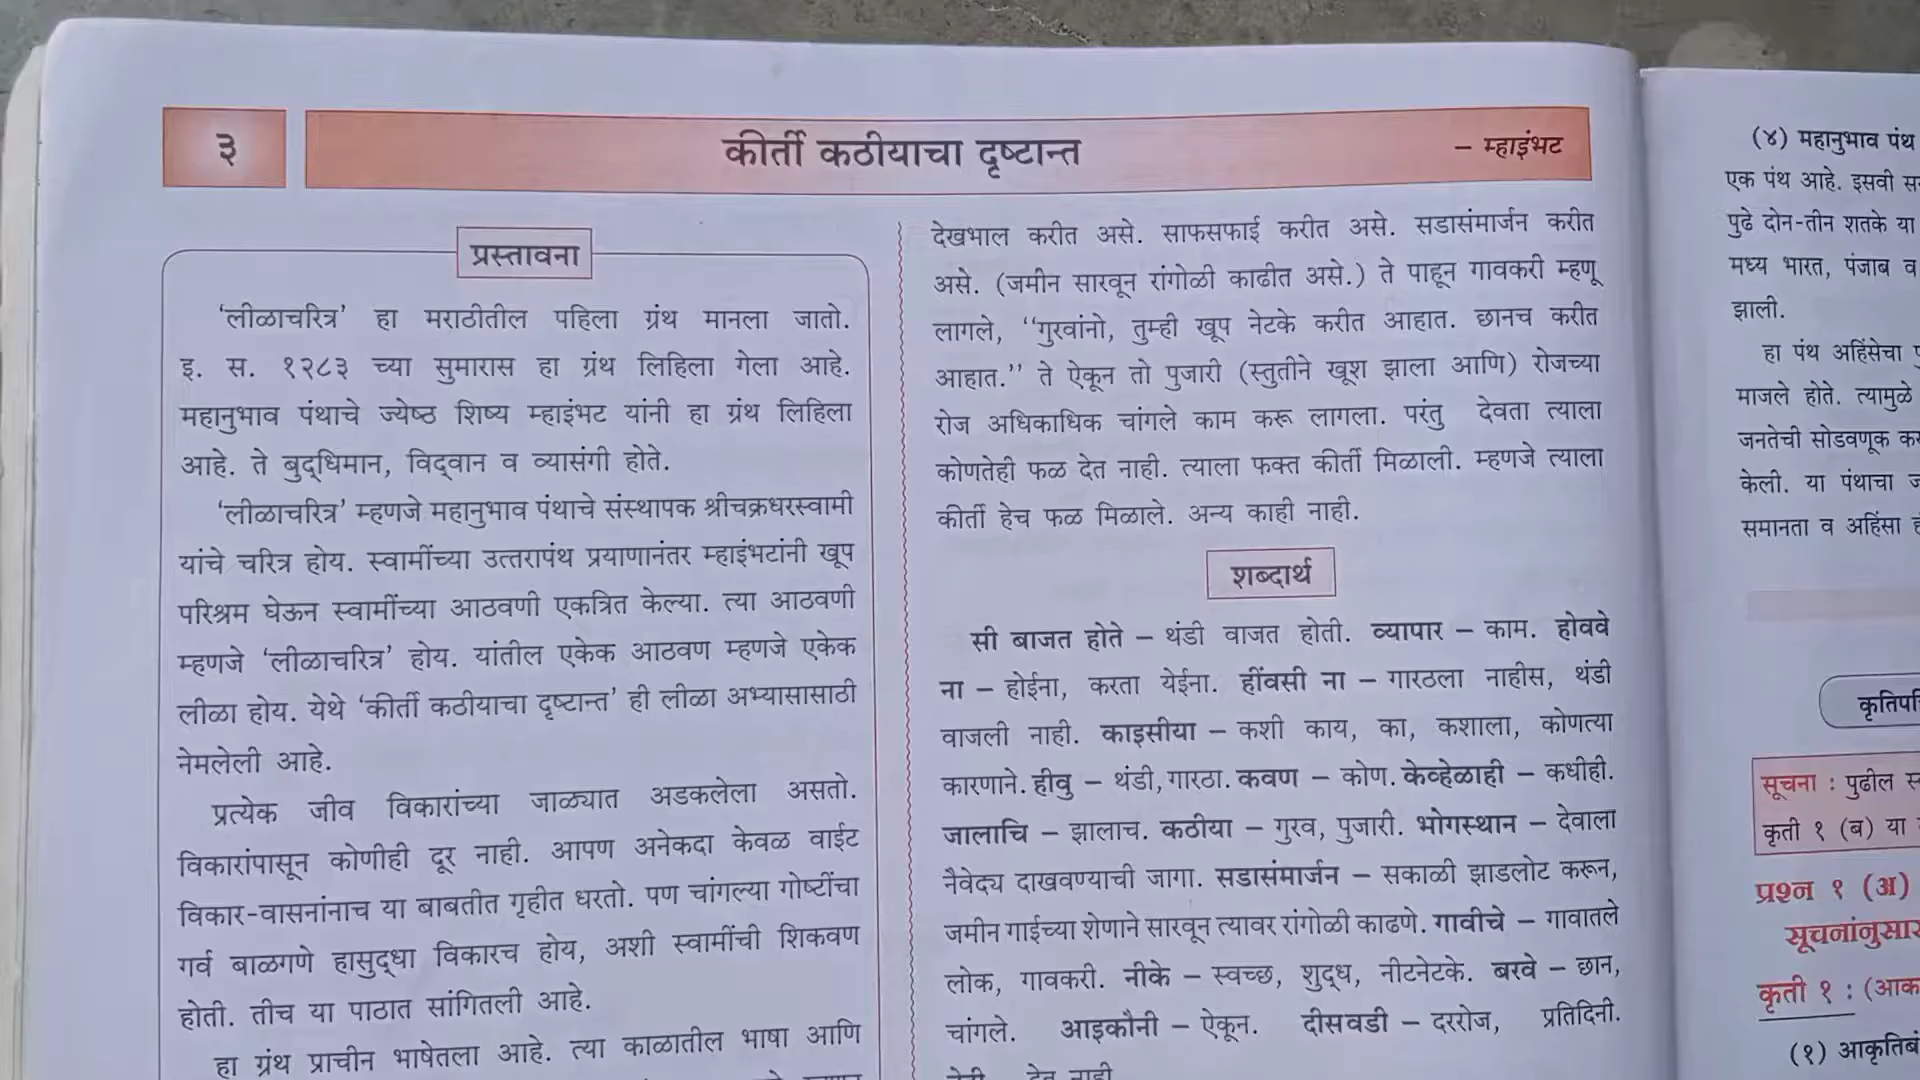 ३
कीर्ती कठीयाचा दृष्टान्त
– म्हाइंभट
प्रस्तावना
‘लीळाचरित्र’ हा मराठीतील पहिला ग्रंथ मानला जातो.
इ. स. १२८३ च्या सुमारास हा ग्रंथ लिहिला गेला आहे.
महानुभाव पंथाचे ज्येष्ठ शिष्य म्हाइंभट यांनी हा ग्रंथ लिहिला
आहे. ते बुद्धिमान, विद्वान व व्यासंगी होते.
‘लीळाचरित्र’ म्हणजे महानुभाव पंथाचे संस्थापक श्रीचक्रधरस्वामी
यांचे चरित्र होय. स्वामींच्या उत्तरापंथ प्रयाणानंतर म्हाइंभटांनी खूप
परिश्रम घेऊन स्वामींच्या आठवणी एकत्रित केल्या. त्या आठवणी
म्हणजे ‘लीळाचरित्र’ होय. यांतील एकेक आठवण म्हणजे एकेक
लीळा होय. येथे ‘कीर्ती कठीयाचा दृष्टान्त’ ही लीळा अभ्यासासाठी
नेमलेली आहे.
प्रत्येक जीव विकारांच्या जाळ्यात अडकलेला असतो.
विकारांपासून कोणीही दूर नाही. आपण अनेकदा केवळ वाईट
विकार-वासनांनाच या बाबतीत गृहीत धरतो. पण चांगल्या गोष्टींचा
गर्व बाळगणे हासुद्धा विकारच होय, अशी स्वामींची शिकवण
होती. तीच या पाठात सांगितली आहे.
हा ग्रंथ प्राचीन भाषेतला आहे. त्या काळातील भाषा आणि
देखभाल करीत असे. साफसफाई करीत असे. सडासंमार्जन करीत
असे. (जमीन सारवून रांगोळी काढीत असे.) ते पाहून गावकरी म्हणू
लागले, ‘‘गुरवांनो, तुम्ही खूप नेटके करीत आहात. छानच करीत
आहात.’’ ते ऐकून तो पुजारी (स्तुतीने खूश झाला आणि) रोजच्या
रोज अधिकाधिक चांगले काम करू लागला. परंतु देवता त्याला
कोणतेही फळ देत नाही. त्याला फक्त कीर्ती मिळाली. म्हणजे त्याला
कीर्ती हेच फळ मिळाले. अन्य काही नाही.
शब्दार्थ
सी बाजत होते – थंडी वाजत होती. व्यापार – काम. होववे
ना – होईना, करता येईना. हींवसी ना – गारठला नाहीस, थंडी
वाजली नाही. काइसीया – कशी काय, का, कशाला, कोणत्या
कारणाने. हीवु – थंडी, गारठा. कवण – कोण. केव्हेळाही – कधीही.
जालाचि – झालाच. कठीया – गुरव, पुजारी. भोगस्थान – देवाला
नैवेद्य दाखवण्याची जागा. सडासंमार्जन – सकाळी झाडलोट करून,
जमीन गाईच्या शेणाने सारवून त्यावर रांगोळी काढणे. गावीचे – गावातले
लोक, गावकरी. नीके – स्वच्छ, शुद्ध, नीटनेटके. बरवे – छान,
चांगले. आइकौनी – ऐकून. दीसवडी – दररोज, प्रतिदिनी.
(४) महानुभाव पंथ
एक पंथ आहे. इसवी
पुढे दोन-तीन शतके या
मध्य भारत, पंजाब व
झाली.
हा पंथ अहिंसेचा
माजले होते. त्यामुळे
जनतेची सोडवणूक
केली. या पंथाचा
समानता व अहिंसा
सूचना : पुढील
कृती १ (ब) या
प्रश्न १ (अ)
सूचनांनुसार
कृती १ :
(१)